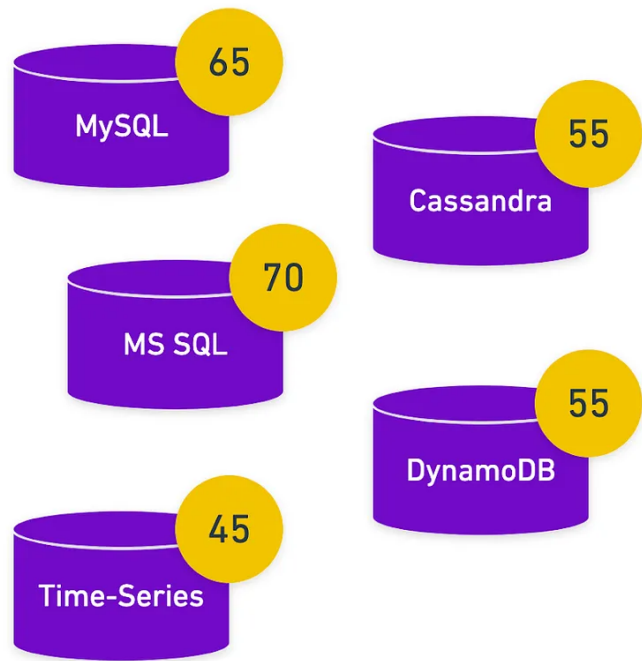 65
MySQL
55
Cassandra
70
MS SQL
55
DynamoDB
45
Time-Series